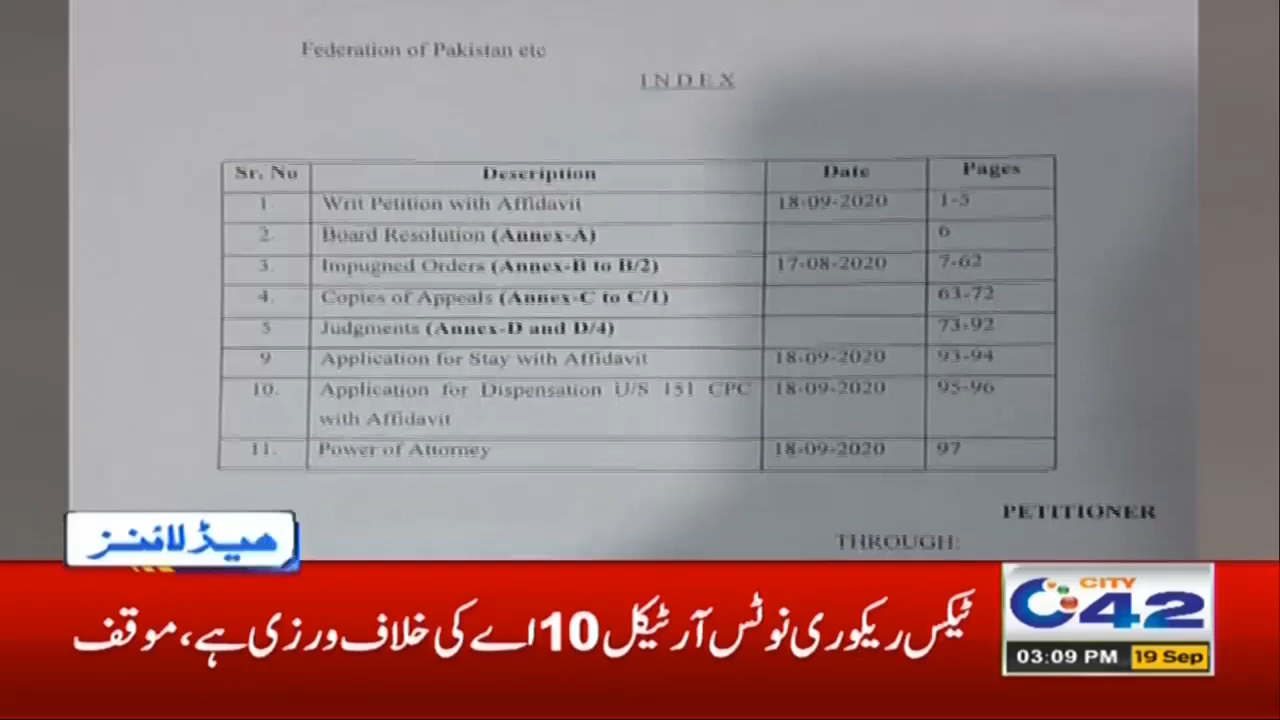 Federation of Pakistan etc
INDEX
Sr. No Description Date Pages
1 Writ Petition with Affidavit 18-09-2020 1-5
2. Board Resolution (Annex-A) 6
3. Impugned Orders (Annex-B to B/2) 17-08-2020 7-62
4. Copies of Appeals (Annex-C to C/1) 63-72
5 Judgments (Annex-D and D/4) 73-92
9 Application for Stay with Affidavit 18-09-2020 93-94
10. Application for Dispensation U/S 151 CPC 18-09-2020 95-96
with Affidavit
11. Power of Attorney 18-09-2020 97
PETITIONER
THROUGH:
ہیڈلائنز
ٹیکس ریکوری نوٹس آرٹیکل 10 اے کی خلاف ورزی ہے، موقف
CITY
42
03:09 PM 19 Sep